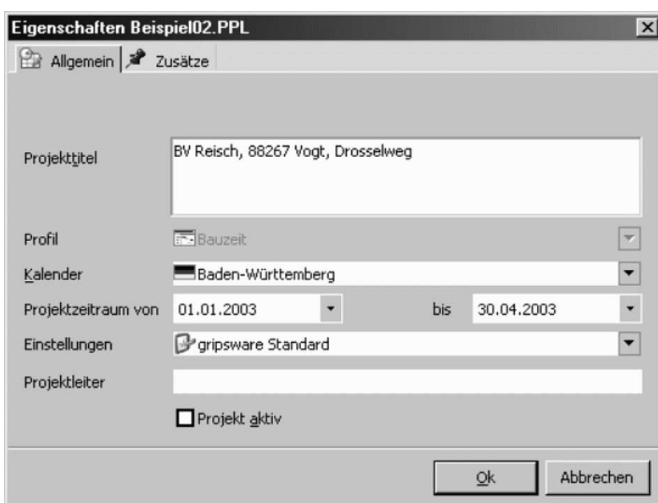 Eigenschaften Beispiel02.PPL
Allgemein Zusätze
Projekttitel BV Reisch, 88267 Vogt, Drosselweg
Profil Bauzeit
Kalender Baden-Württemberg
Projektzeitraum von 01.01.2003 bis 30.04.2003
Einstellungen gripsware Standard
Projektleiter
Projekt aktiv
Ok Abbrechen